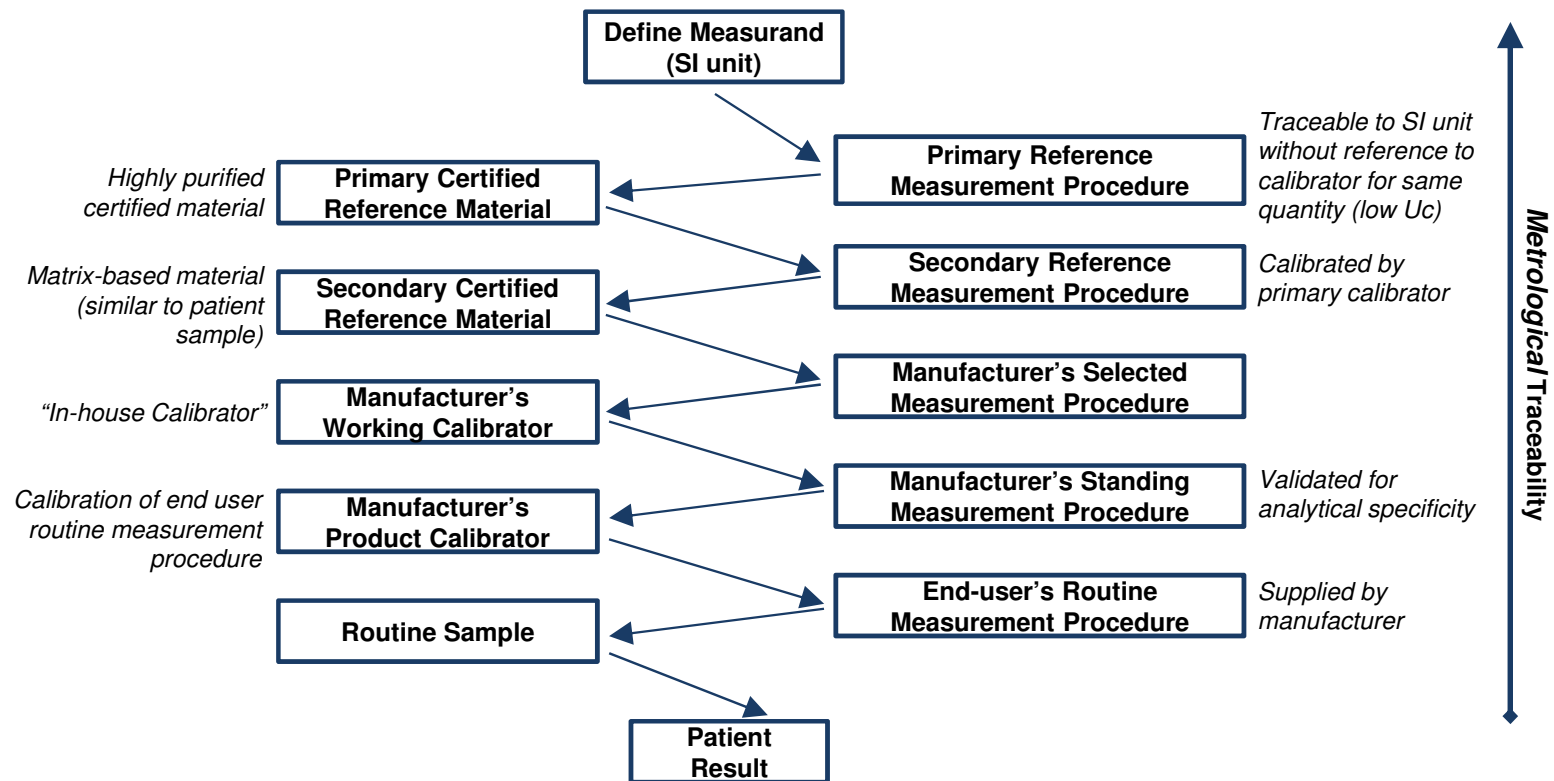 Define Measurand
(SI unit)
Primary Reference
Measurement Procedure
Traceable to SI unit
without reference to
calibrator for same
quantity (low Uc)
Highly purified
certified material
Primary Certified
Reference Material
Secondary Reference
Measurement Procedure
Calibrated by
primary calibrator
Matrix-based material
(similar to patient
sample)
Secondary Certified
Reference Material
Manufacturer’s Selected
Measurement Procedure
“In-house Calibrator”
Manufacturer’s
Working Calibrator
Manufacturer’s Standing
Measurement Procedure
Validated for
analytical specificity
Calibration of end user
routine measurement
procedure
Manufacturer’s
Product Calibrator
End-user’s Routine
Measurement Procedure
Supplied by
manufacturer
Routine Sample
Patient
Result
Metrological Traceability